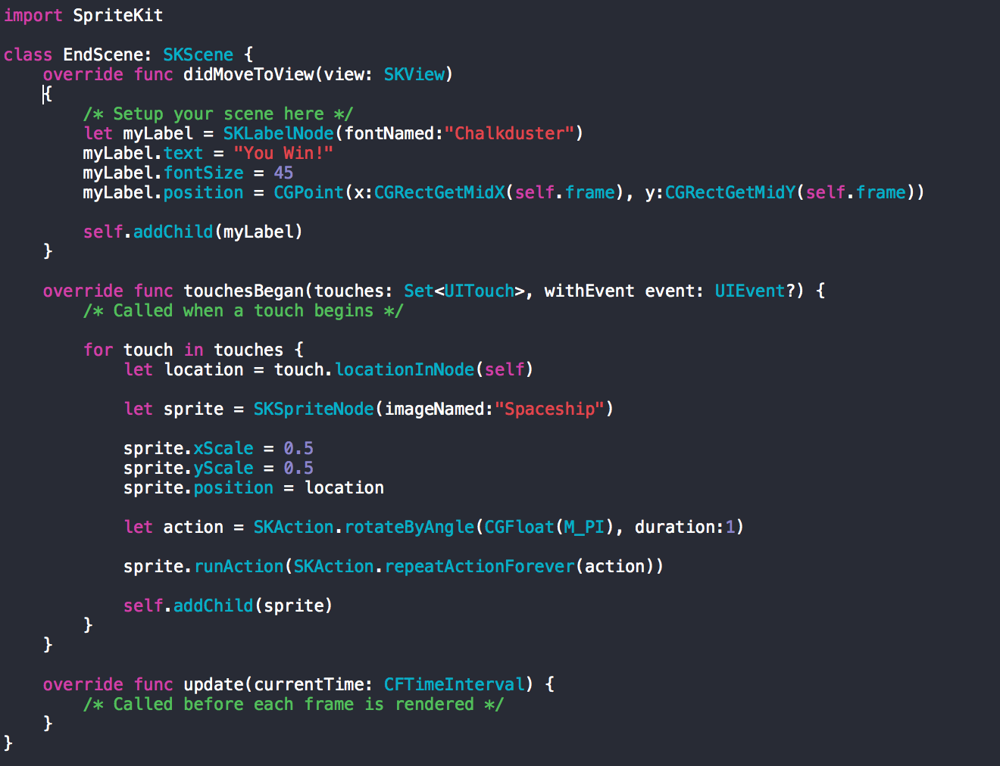 import SpriteKit
class EndScene: SKScene {
    override func didMoveToView(view: SKView)
    {
        /* Setup your scene here */
        let myLabel = SKLabelNode(fontNamed:"Chalkduster")
        myLabel.text = "You Win!"
        myLabel.fontSize = 45
        myLabel.position = CGPoint(x:CGRectGetMidX(self.frame), y:CGRectGetMidY(self.frame))
        self.addChild(myLabel)
    }
    override func touchesBegan(touches: Set<UITouch>, withEvent event: UIEvent?) {
        /* Called when a touch begins */
        for touch in touches {
            let location = touch.locationInNode(self)
            let sprite = SKSpriteNode(imageNamed:"Spaceship")
            sprite.xScale = 0.5
            sprite.yScale = 0.5
            sprite.position = location
            let action = SKAction.rotateByAngle(CGFloat(M_PI), duration:1)
            sprite.runAction(SKAction.repeatActionForever(action))
            self.addChild(sprite)
        }
    }
    override func update(currentTime: CFTimeInterval) {
        /* Called before each frame is rendered */
    }
}